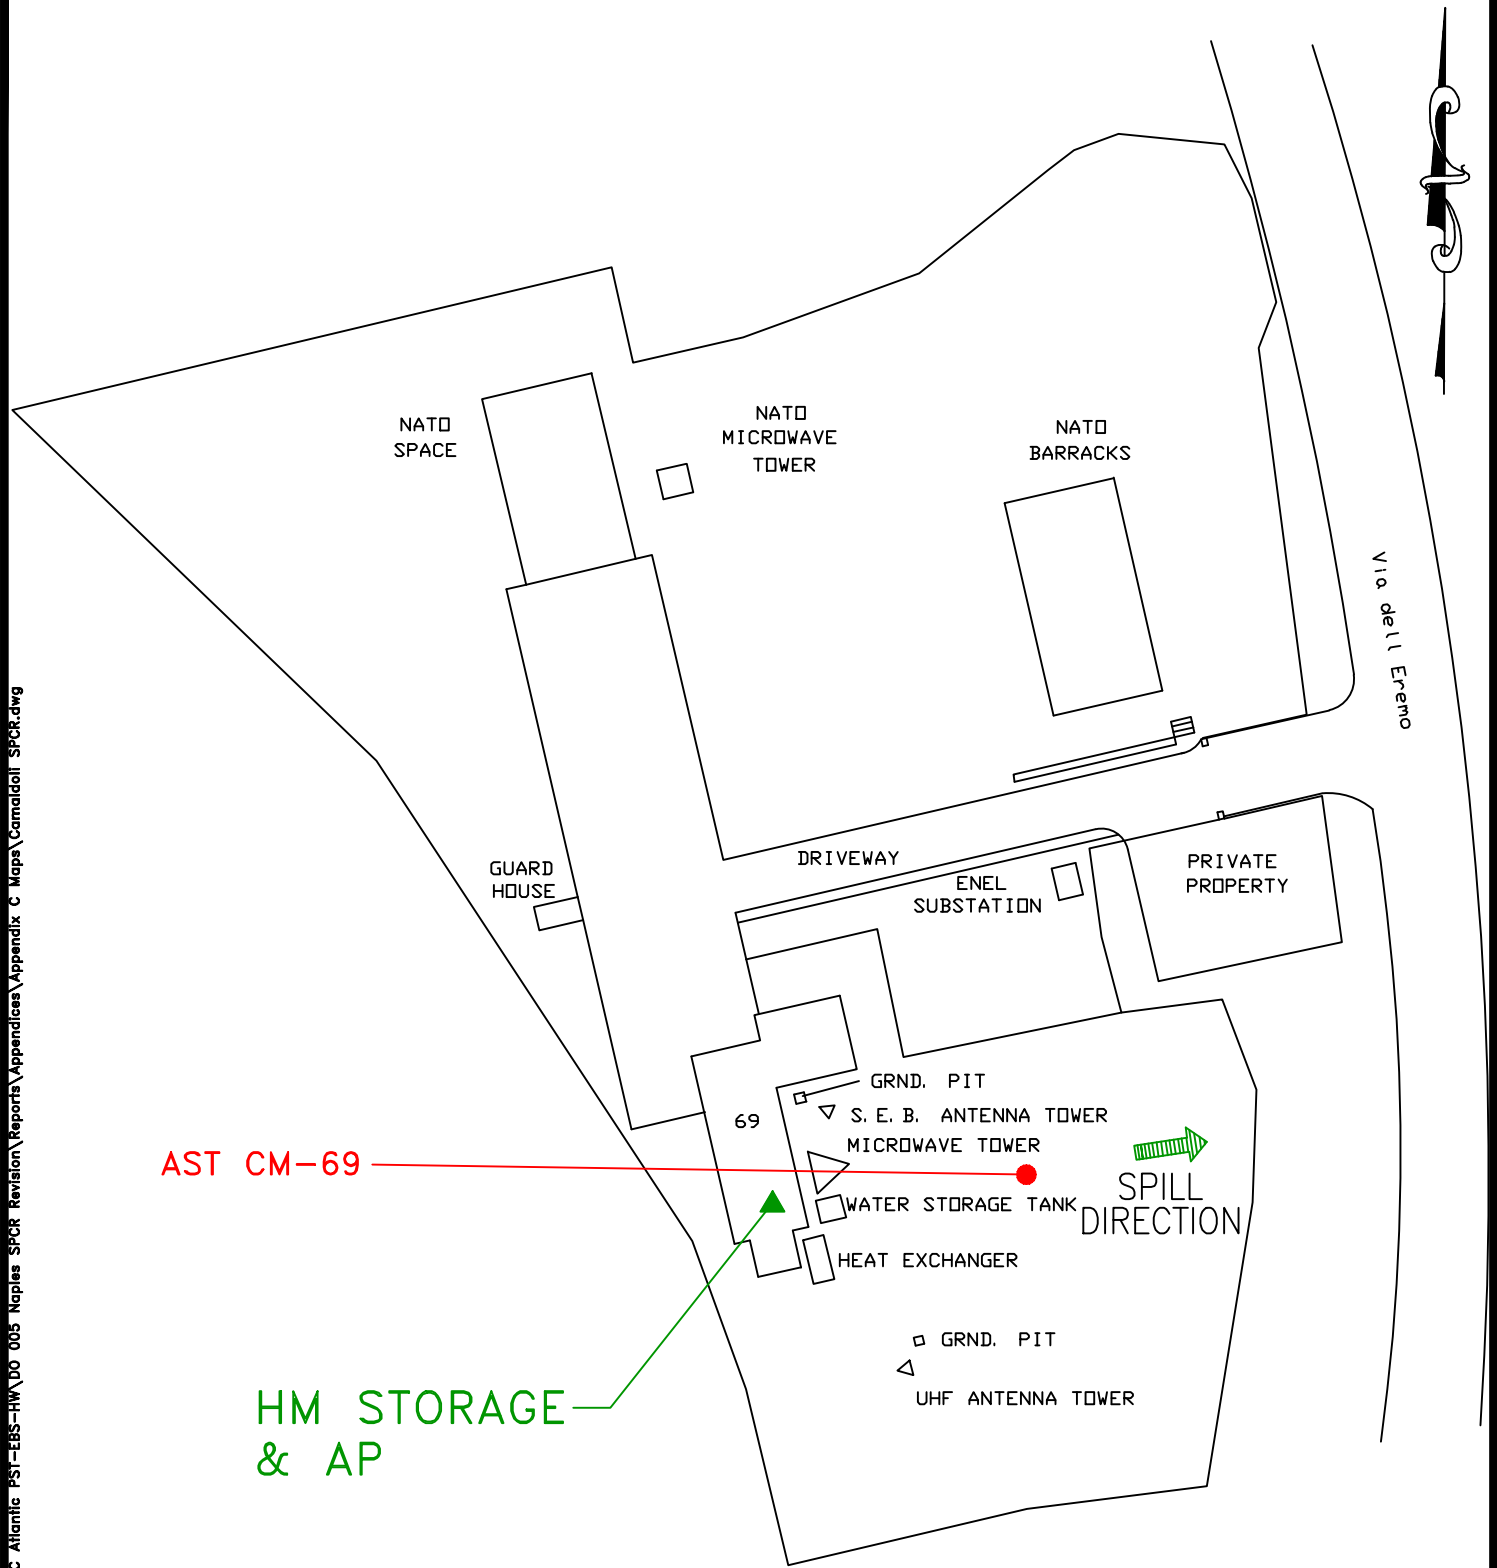 NATO
SPACE
NATO
MICROWAVE
TOWER
NATO
BARRACKS
Via dell Eremo
GUARD
HOUSE
DRIVEWAY
ENEL
SUBSTATION
PRIVATE
PROPERTY
GRND. PIT
S.E.B. ANTENNA TOWER
69
MICROWAVE TOWER
AST CM-69
WATER STORAGE TANK
SPILL
DIRECTION
HEAT EXCHANGER
GRND. PIT
UHF ANTENNA TOWER
HM STORAGE
& AP
C Atlantic PST-EBS-HW\DO 005 Naples SPCR Revision\Reports\Appendices\Appendix C Maps\Camaldoli SPCR.dwg